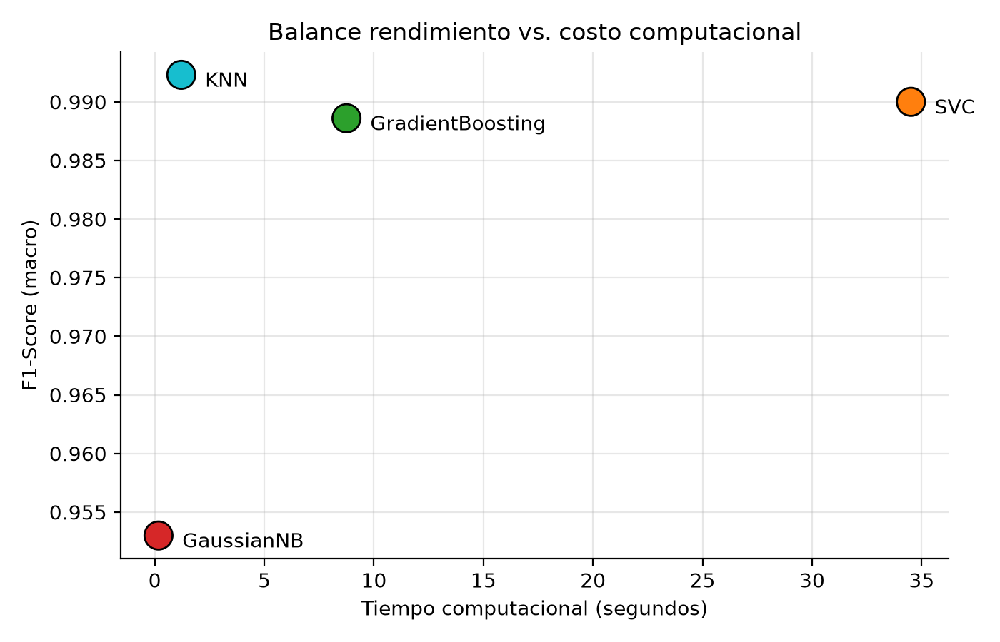 Balance rendimiento vs. costo computacional
KNN
GradientBoosting
SVC
GaussianNB
0.990
0.985
0.980
0.975
0.970
0.965
0.960
0.955
F1-Score (macro)
0 5 10 15 20 25 30 35
Tiempo computacional (segundos)